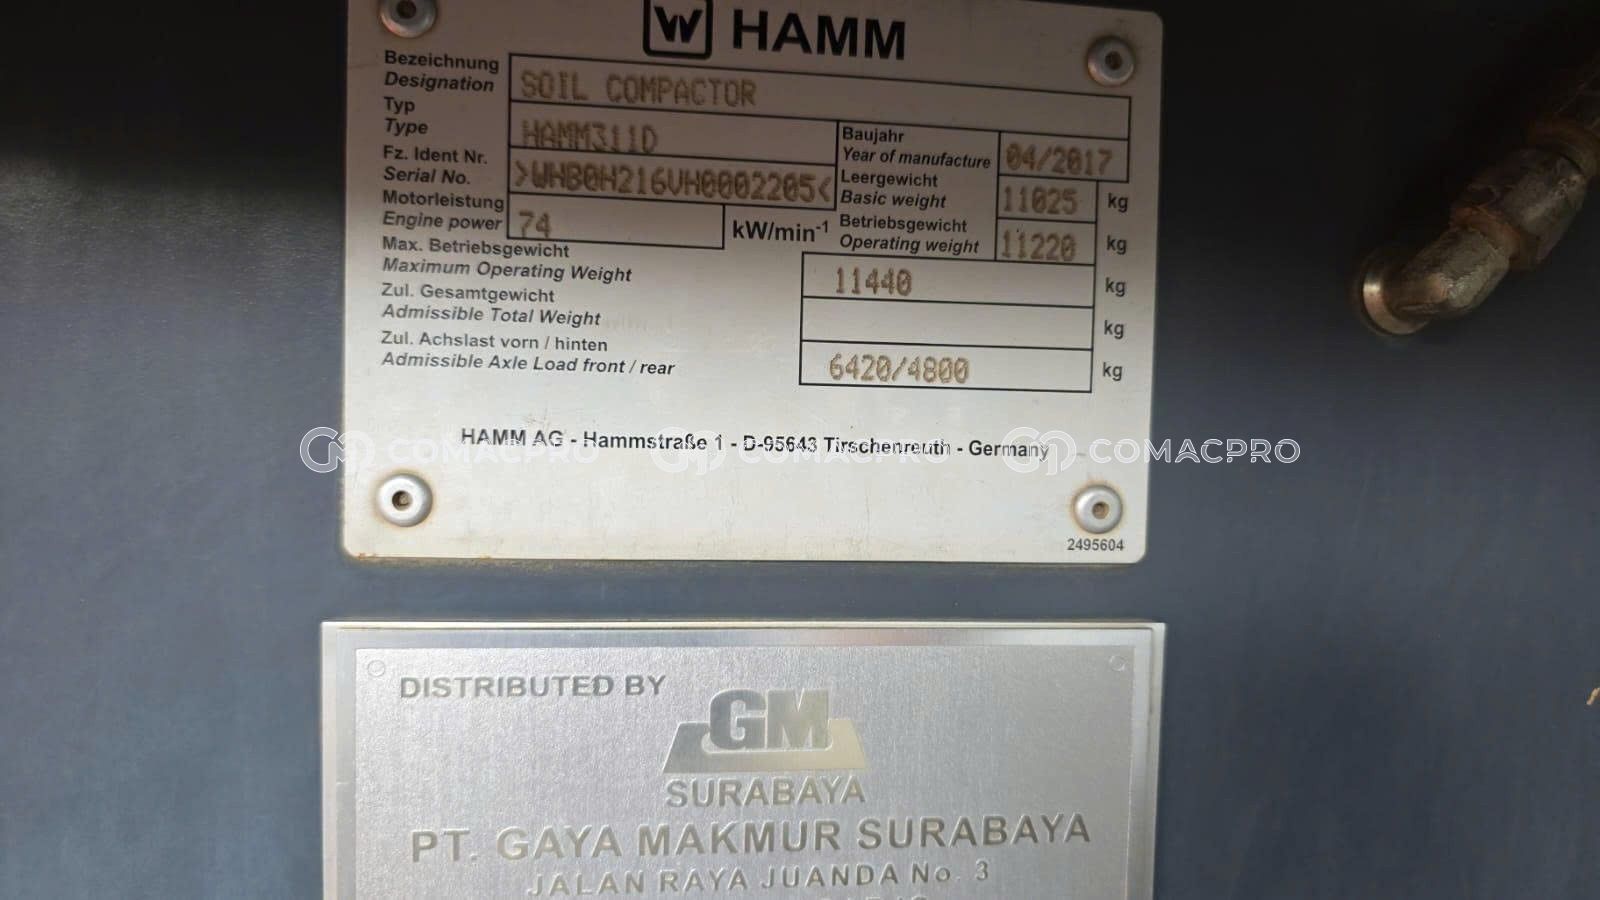 HAMM
Bezeichnung
Designation
SOIL COMPACTOR
Typ
Type
HAMM311D
Baujahr
Year of manufacture
04/2017
Fz. Ident Nr.
Serial No.
>WHB0H216VH0002205<
Leergewicht
Basic weight
11025 kg
Motorleistung
Engine power
74 kW/min-1
Betriebsgewicht
Operating weight
11220 kg
Max. Betriebsgewicht
Maximum Operating Weight
11440 kg
Zul. Gesamtgewicht
Admissible Total Weight
kg
Zul. Achslast vorn / hinten
Admissible Axle Load front / rear
6420/4800 kg
HAMM AG - Hammstraße 1 - D-95643 Tirschenreuth - Germany
COMACPRO COMACPRO COMACPRO
2495604
DISTRIBUTED BY
GM
SURABAYA
PT. GAYA MAKMUR SURABAYA
JALAN RAYA JUANDA No. 3